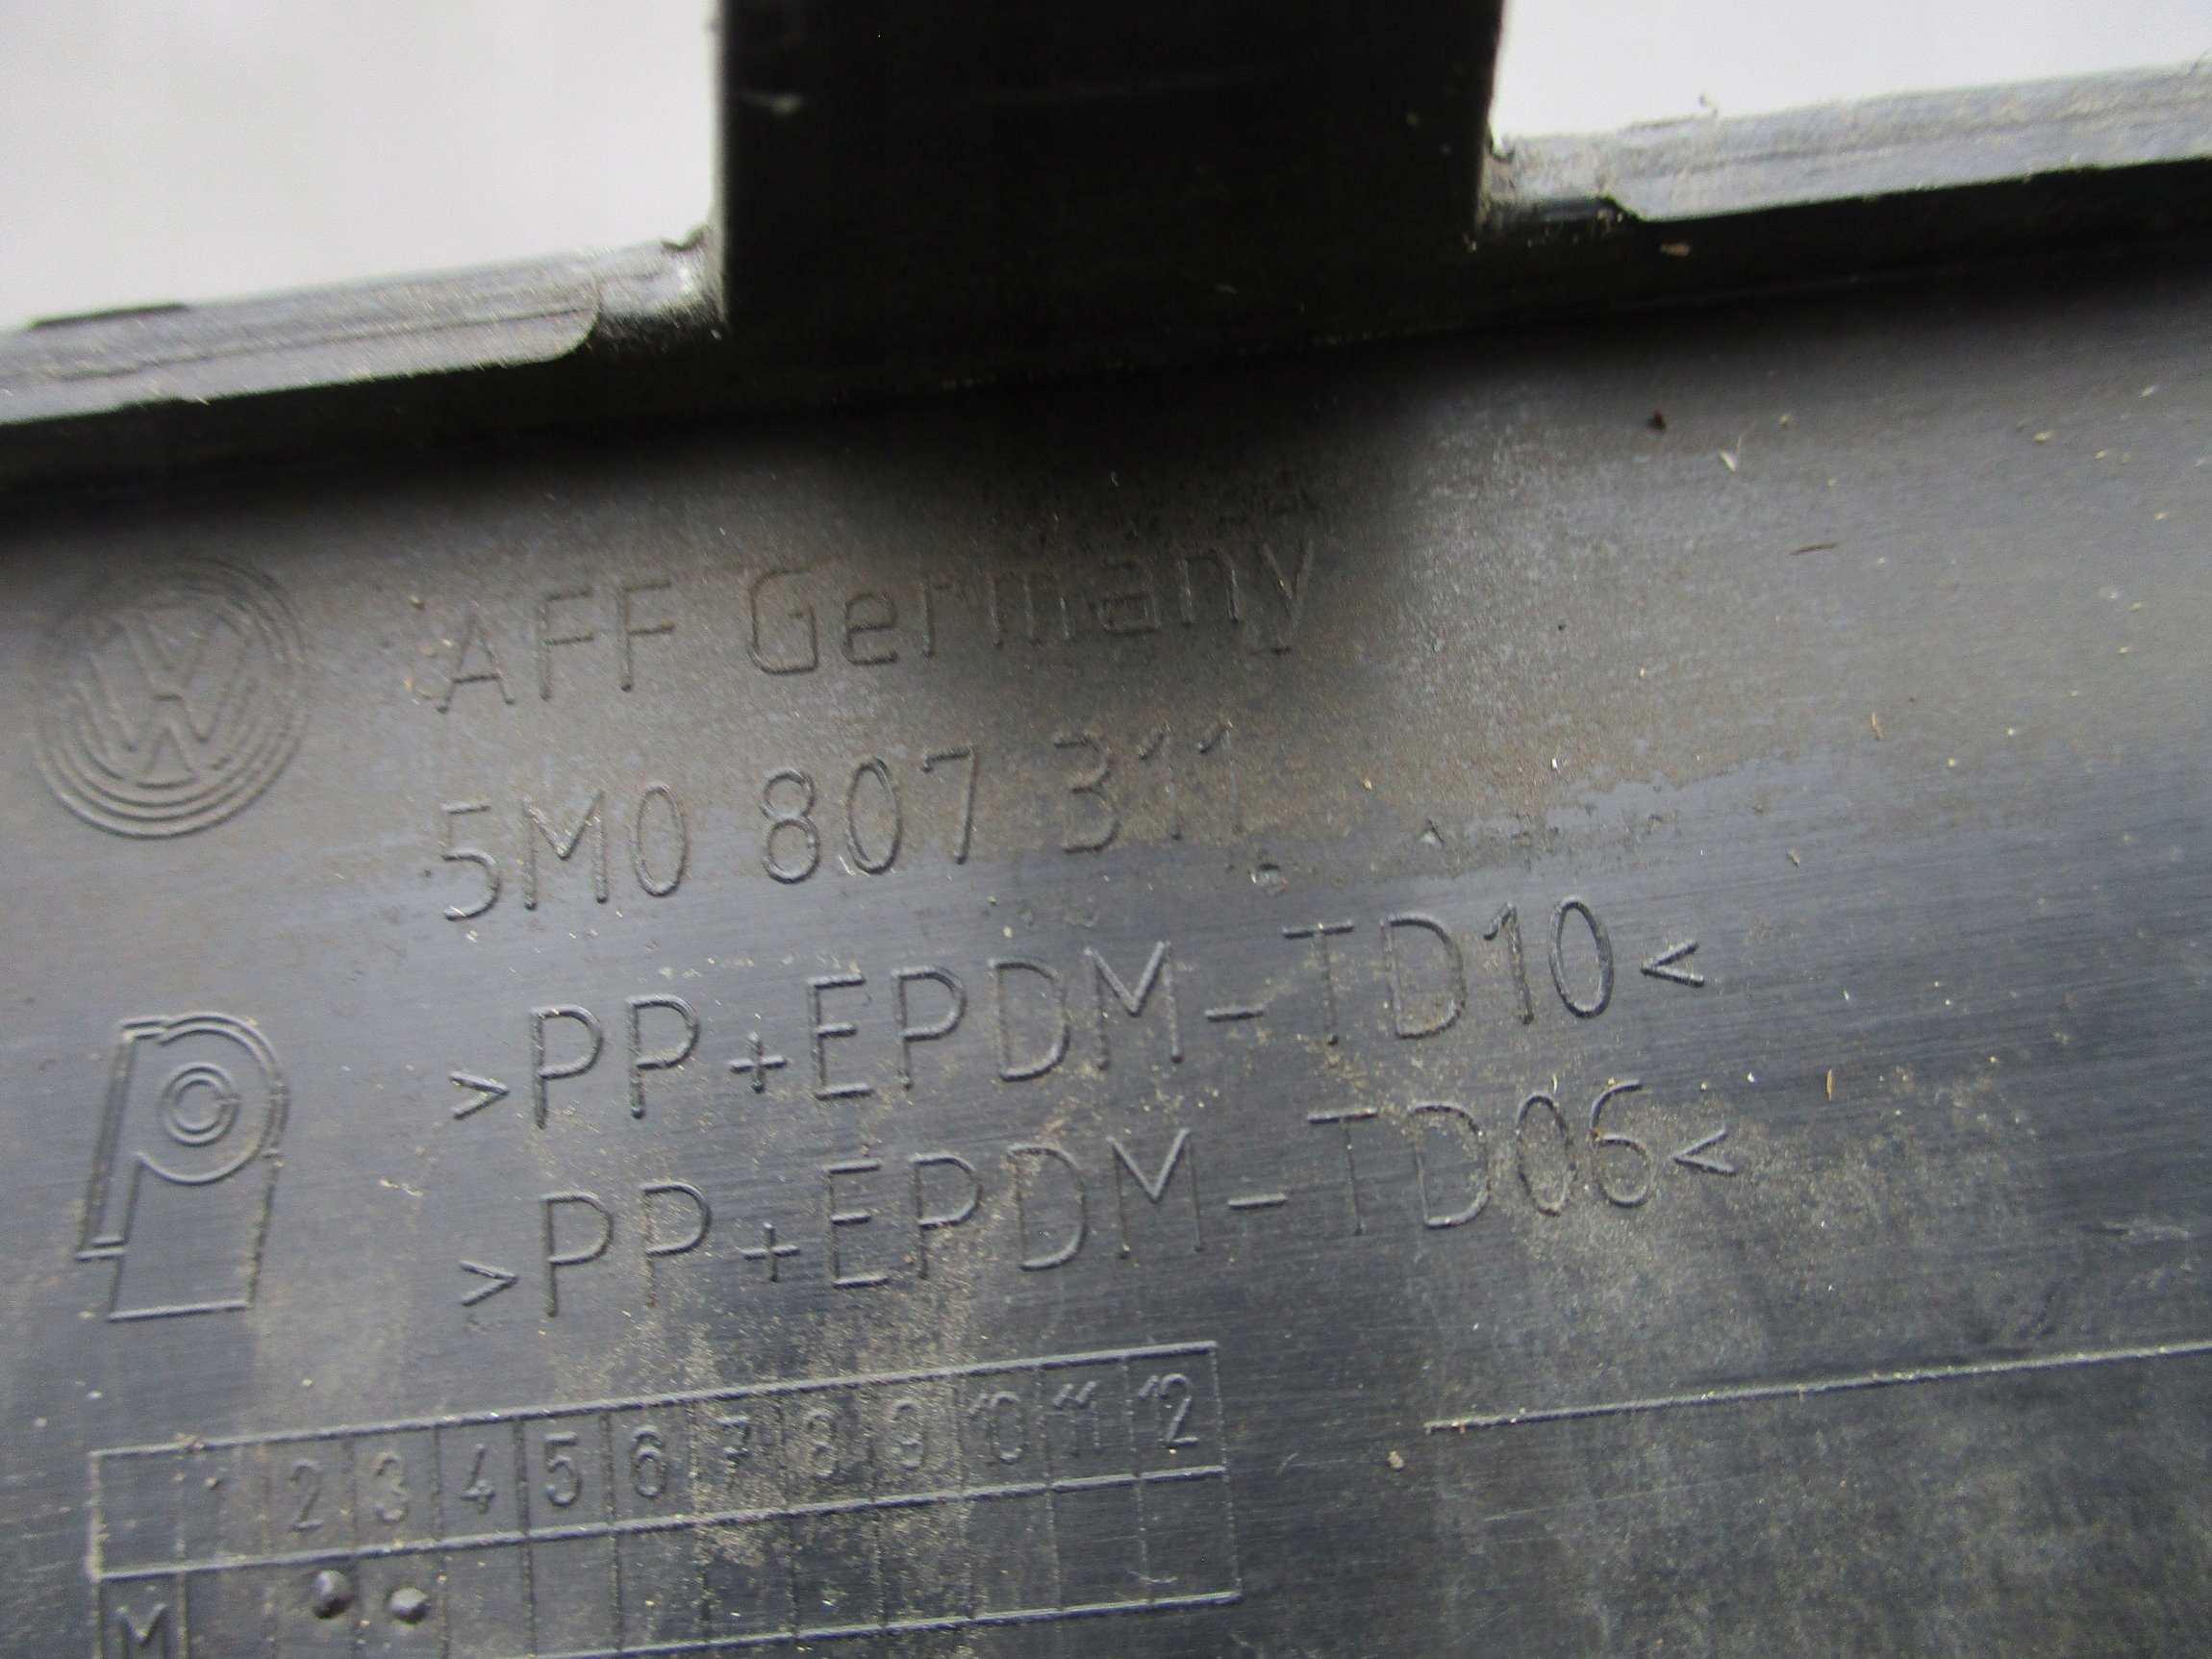 AFF Germany
5M0 807 311
>PP+EPDM-TD10<
>PP+EPDM-TD06<
1 2 3 4 5 6 7 8 9 10 11 12
M